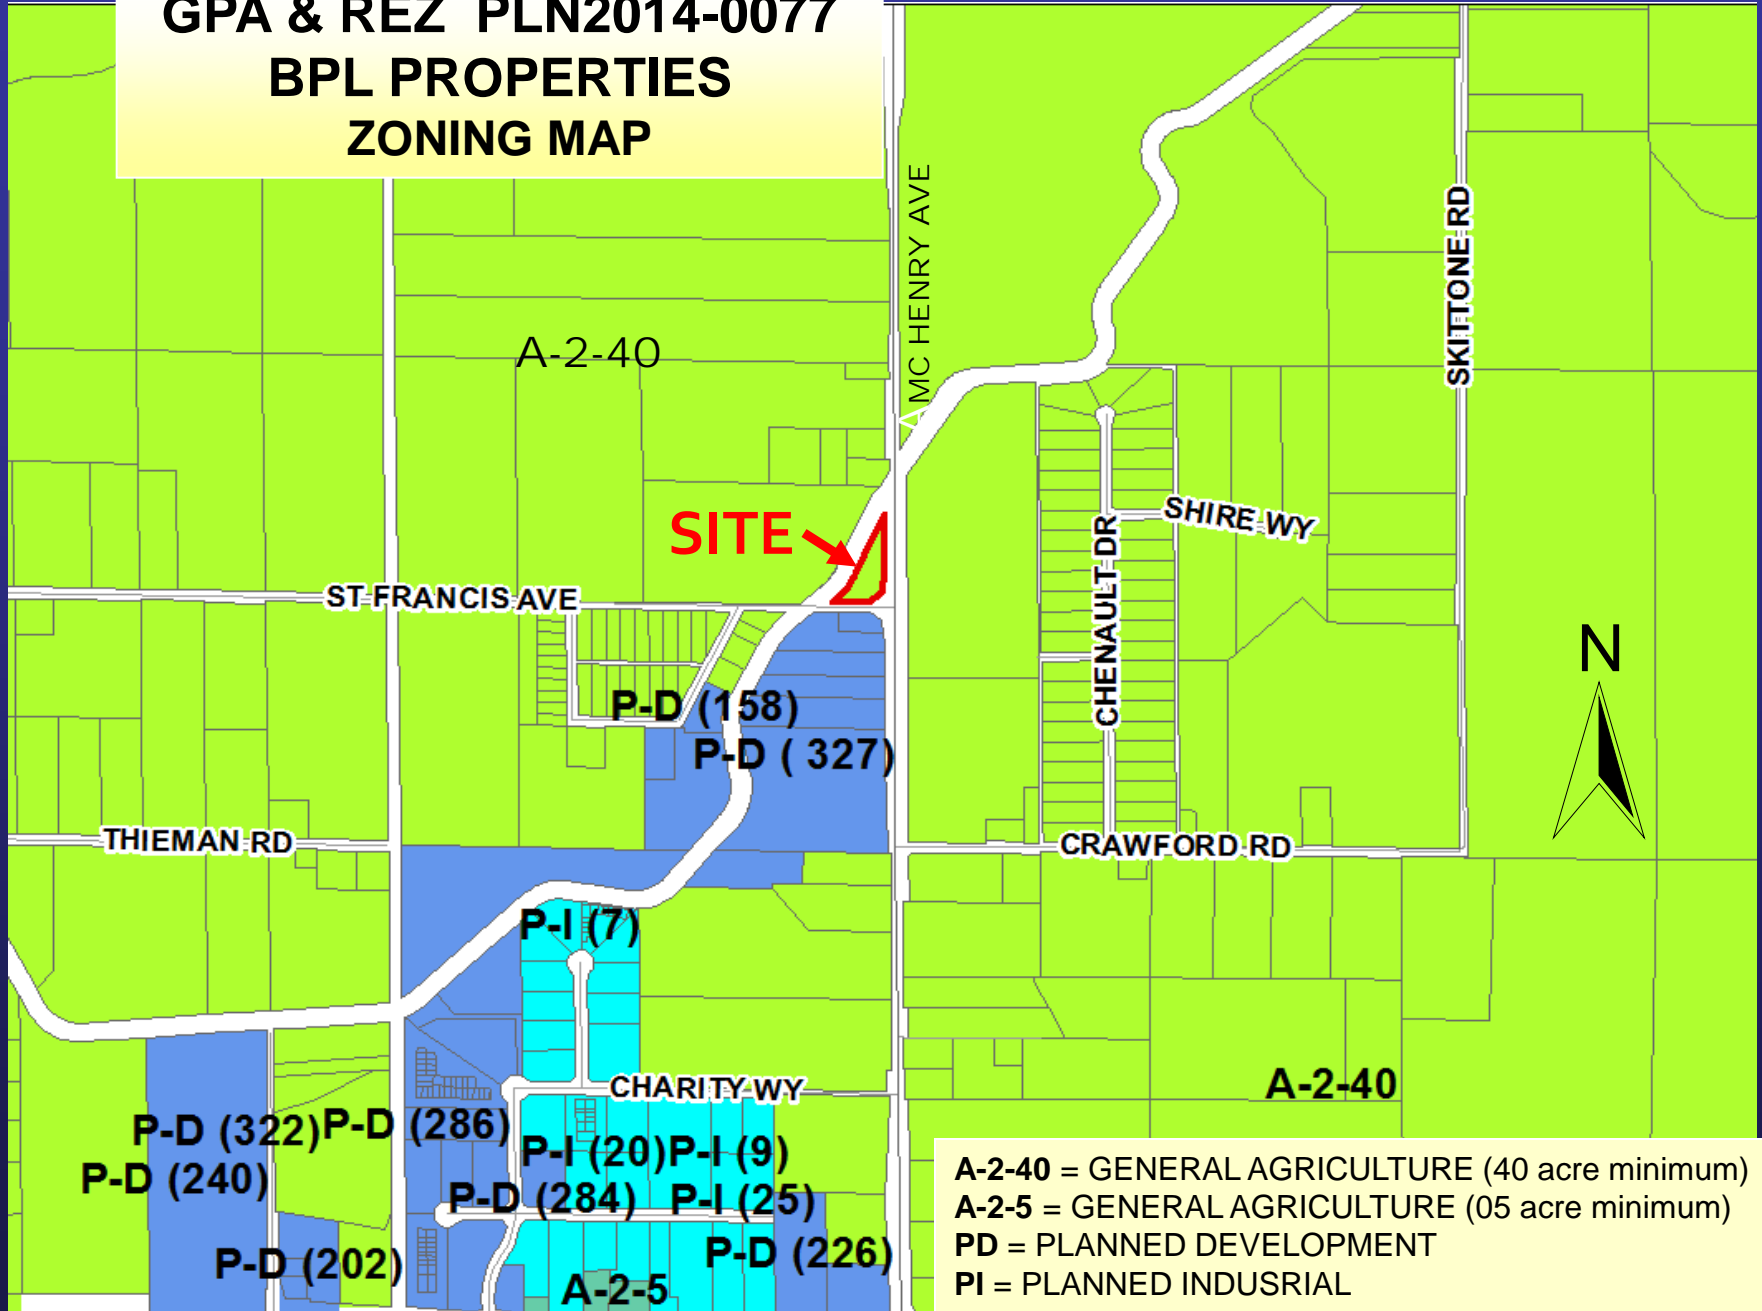 GPA & REZ PLN2014-0077
BPL PROPERTIES
ZONING MAP
MC HENRY AVE
SKITTONE RD
A-2-40
SHIRE WY
SITE
CHENAULT DR
ST FRANCIS AVE
N
P-D (158)
P-D ( 327)
THIEMAN RD
CRAWFORD RD
P-I (7)
CHARITY WY
A-2-40
P-D (322)
P-D (286)
P-I (20)
P-I (9)
P-D (240)
P-D (284)
P-I (25)
P-D (202)
P-D (226)
A-2-5
A-2-40 = GENERAL AGRICULTURE (40 acre minimum)
A-2-5 = GENERAL AGRICULTURE (05 acre minimum)
PD = PLANNED DEVELOPMENT
PI = PLANNED INDUSRIAL